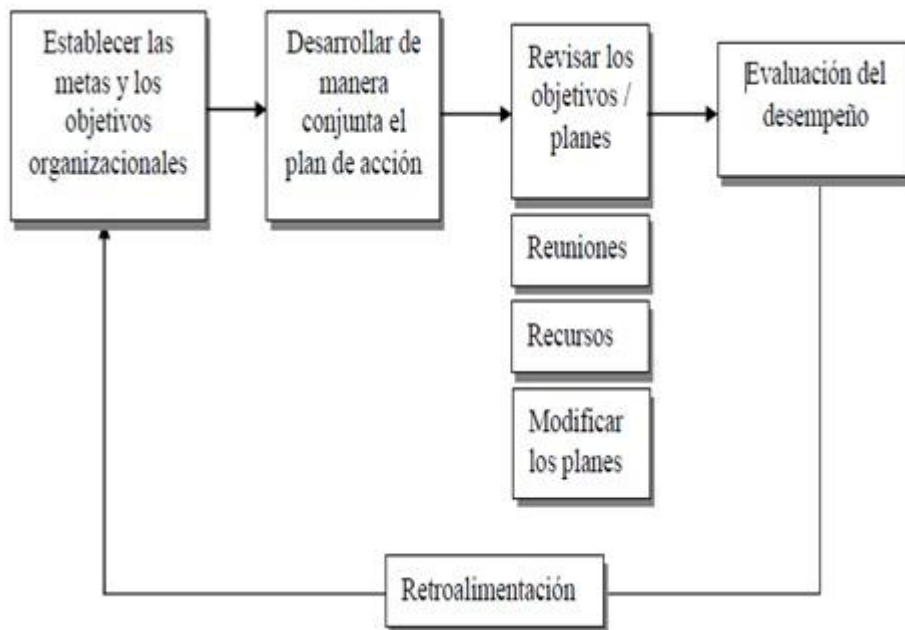 Establecer las
metas y los
objetivos
organizacionales
Desarrollar de
manera
conjunta el
plan de acción
Revisar los
objetivos /
planes
Evaluación del
desempeño
Reuniones
Recursos
Modificar
los planes
Retroalimentación